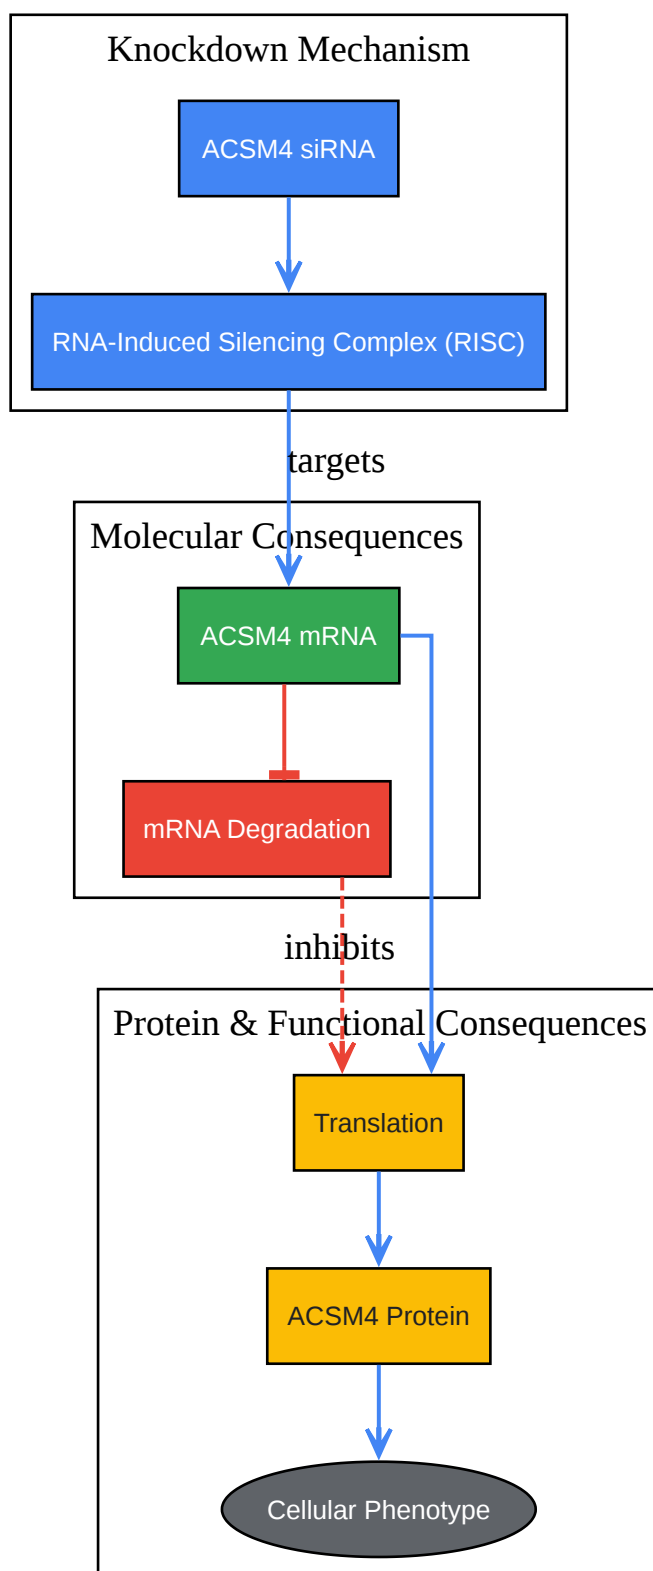 Knockdown Mechanism
ACSM4 siRNA
RNA-Induced Silencing Complex (RISC)
targets
Molecular Consequences
ACSM4 mRNA
mRNA Degradation
inhibits
Protein & Functional Consequences
Translation
ACSM4 Protein
Cellular Phenotype